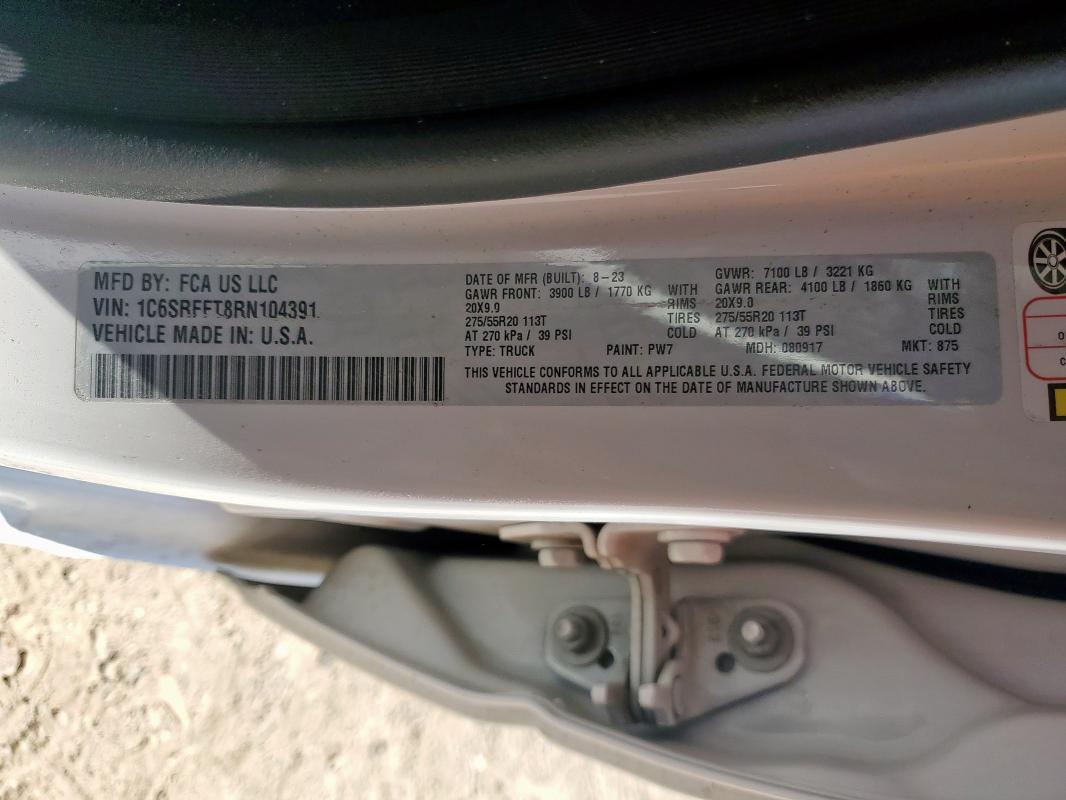 MFD BY: FCA US LLC
VIN: 1C6SRFFT8RN104391
VEHICLE MADE IN: U.S.A.
DATE OF MFR (BUILT): 8-23
GAWR FRONT: 3900 LB / 1770 KG WITH
20X9.0 RIMS
275/55R20 113T TIRES
AT 270 kPa / 39 PSI COLD
GVWR: 7100 LB / 3221 KG
GAWR REAR: 4100 LB / 1860 KG WITH
20X9.0 RIMS
275/55R20 113T TIRES
AT 270 kPa / 39 PSI COLD
TYPE: TRUCK PAINT: PW7 MDH: 080917 MKT: 875
THIS VEHICLE CONFORMS TO ALL APPLICABLE U.S.A. FEDERAL MOTOR VEHICLE SAFETY
STANDARDS IN EFFECT ON THE DATE OF MANUFACTURE SHOWN ABOVE.